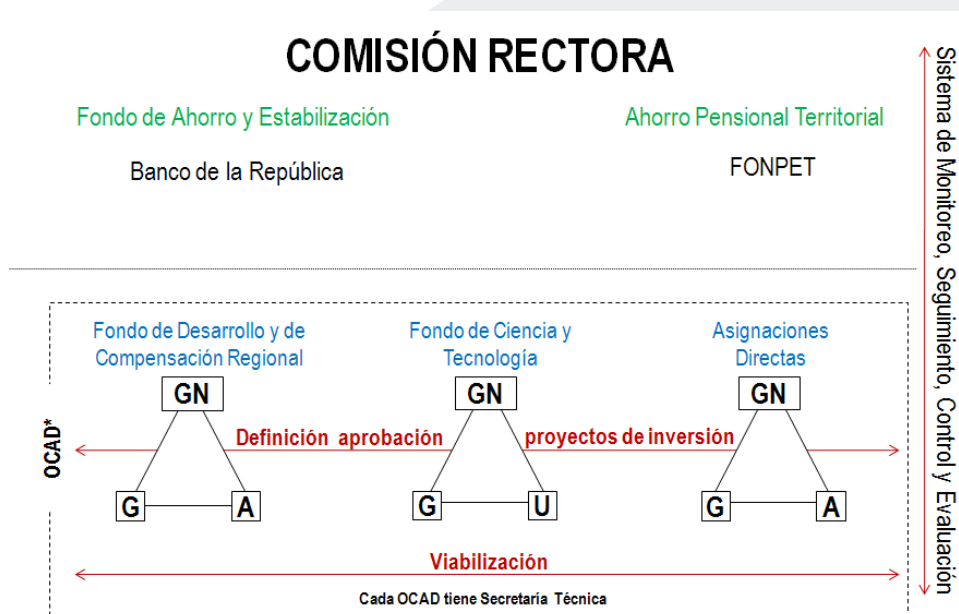 COMISIÓN RECTORA
Fondo de Ahorro y Estabilización
Ahorro Pensional Territorial
Banco de la República
FONPET
Sistema de Monitoreo, Seguimiento, Control y Evaluación
Fondo de Desarrollo y de
Compensación Regional
Fondo de Ciencia y
Tecnología
Asignaciones
Directas
GN
GN
GN
OCAD*
Definición aprobación
proyectos de inversión
G
A
G
U
G
A
Viabilización
Cada OCAD tiene Secretaría Técnica